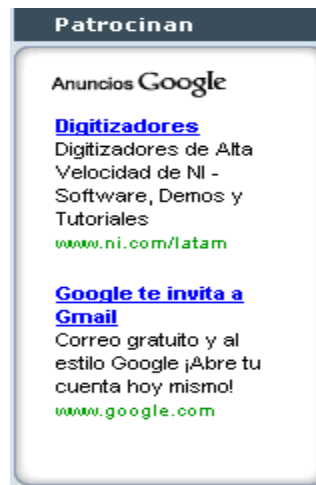 Patrocinan
Anuncios Google
Digitizadores
Digitizadores de Alta
Velocidad de NI -
Software, Demos y
Tutoriales
www.ni.com/latam
Google te invita a
Gmail
Correo gratuito y al
estilo Google ¡Abre tu
cuenta hoy mismo!
www.google.com